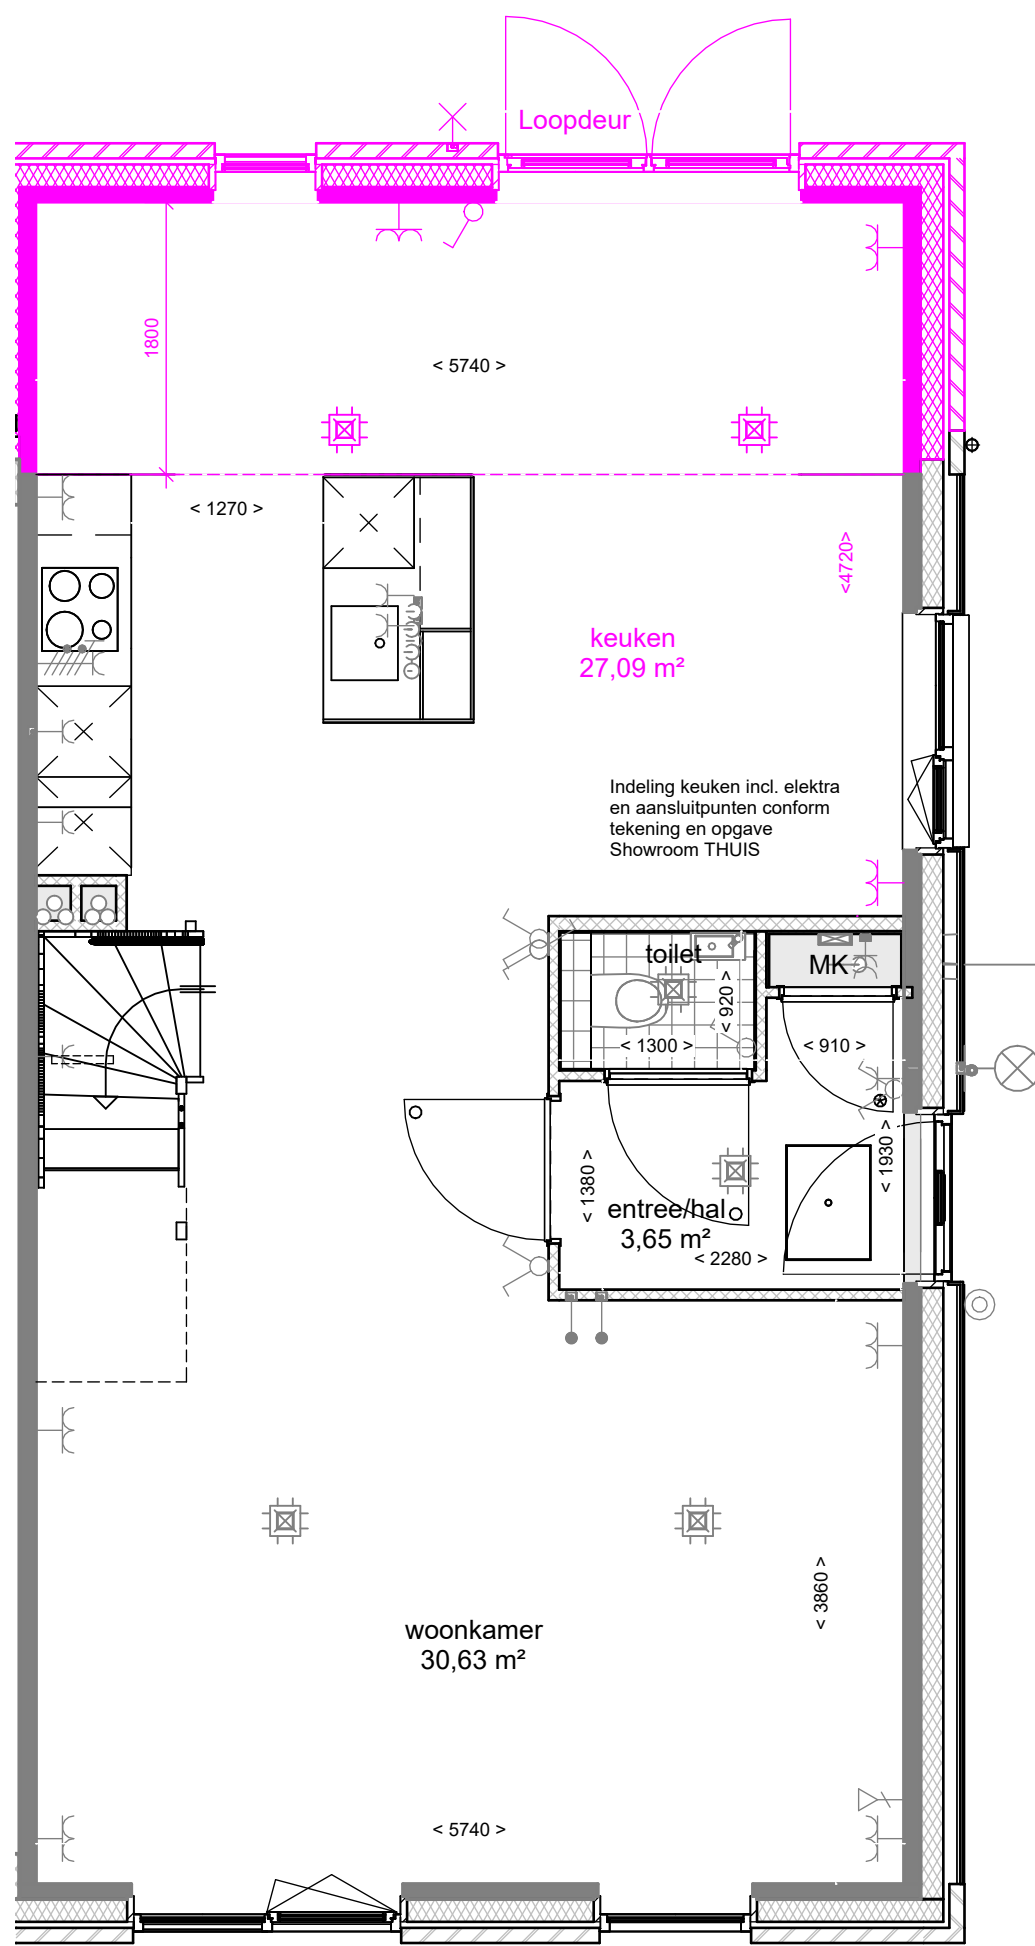 Loopdeur
1800
< 5740 >
< 1270 >
<4720>
keuken
27,09 m²
Indeling keuken incl. elektra
en aansluitpunten conform
tekening en opgave
Showroom THUIS
toilet
MK
< 920 >
< 1300 >
< 910 >
< 1930 >
< 1380 >
entree/hal
3,65 m²
< 2280 >
< 3860 >
woonkamer
30,63 m²
< 5740 >